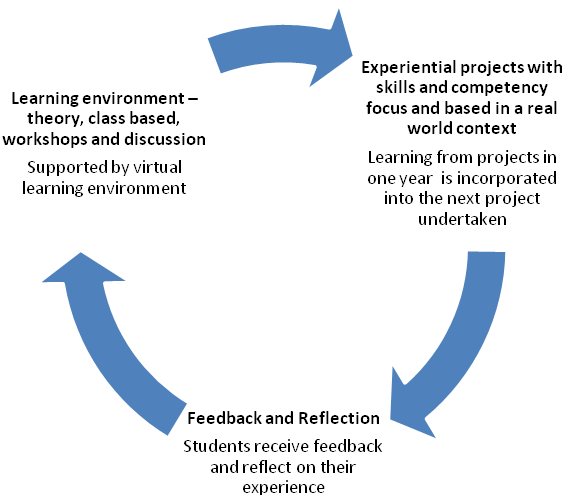 Learning environment –
theory, class based,
workshops and discussion
Supported by virtual
learning environment
Experiential projects with
skills and competency
focus and based in a real
world context
Learning from projects in
one year is incorporated
into the next project
undertaken
Feedback and Reflection
Students receive feedback
and reflect on their
experience